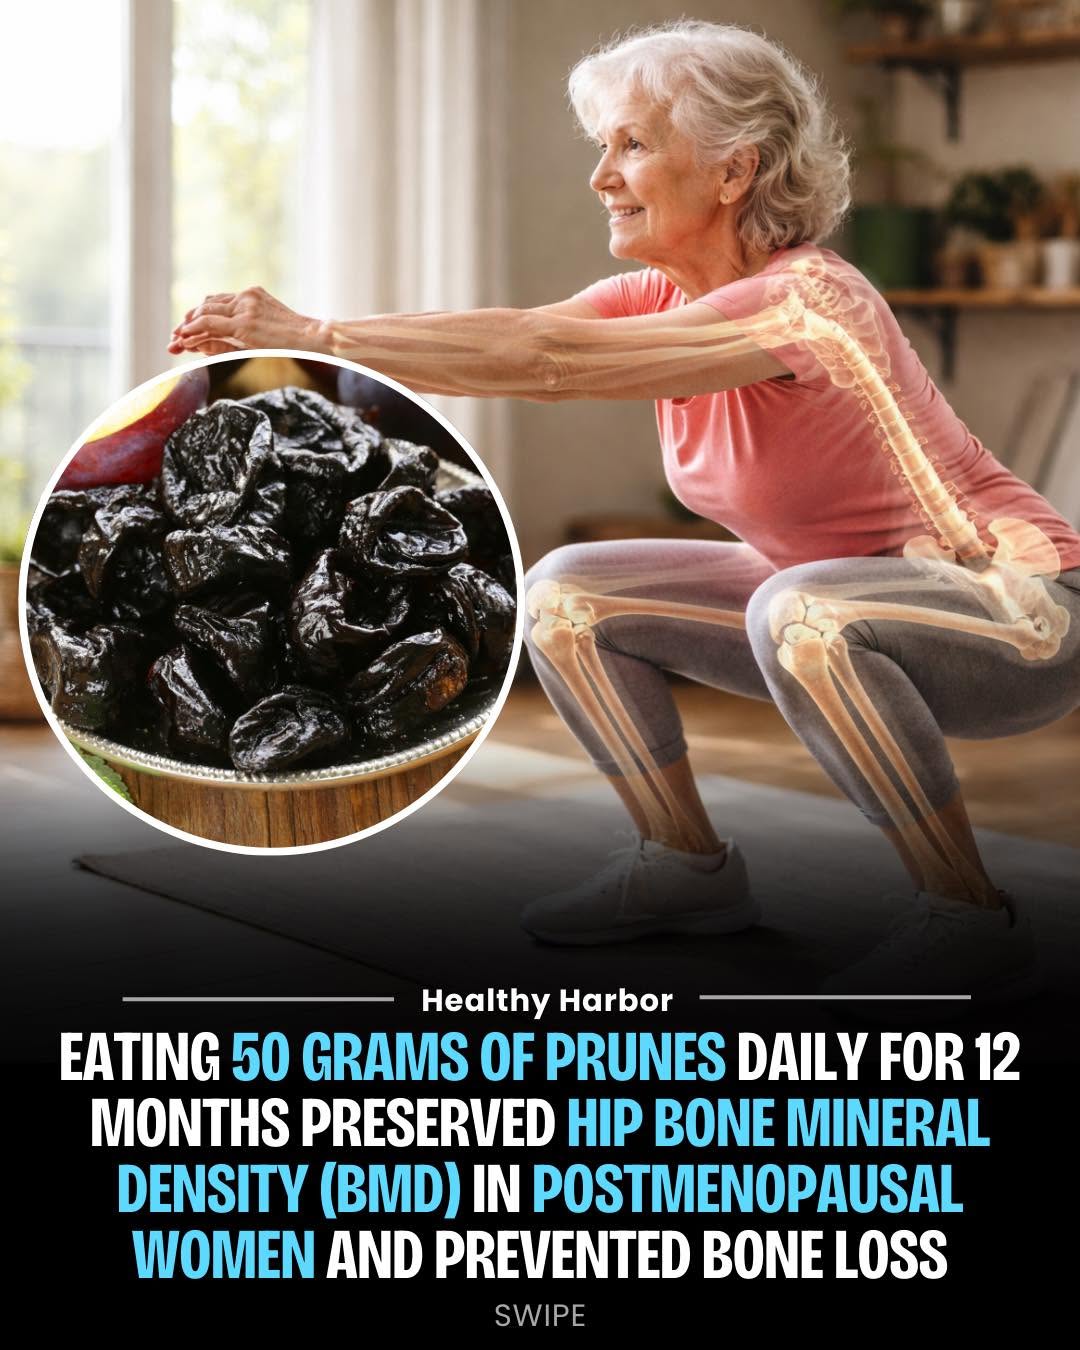 Healthy Harbor
EATING 50 GRAMS OF PRUNES DAILY FOR 12
MONTHS PRESERVED HIP BONE MINERAL
DENSITY (BMD) IN POSTMENOPAUSAL
WOMEN AND PREVENTED BONE LOSS
SWIPE